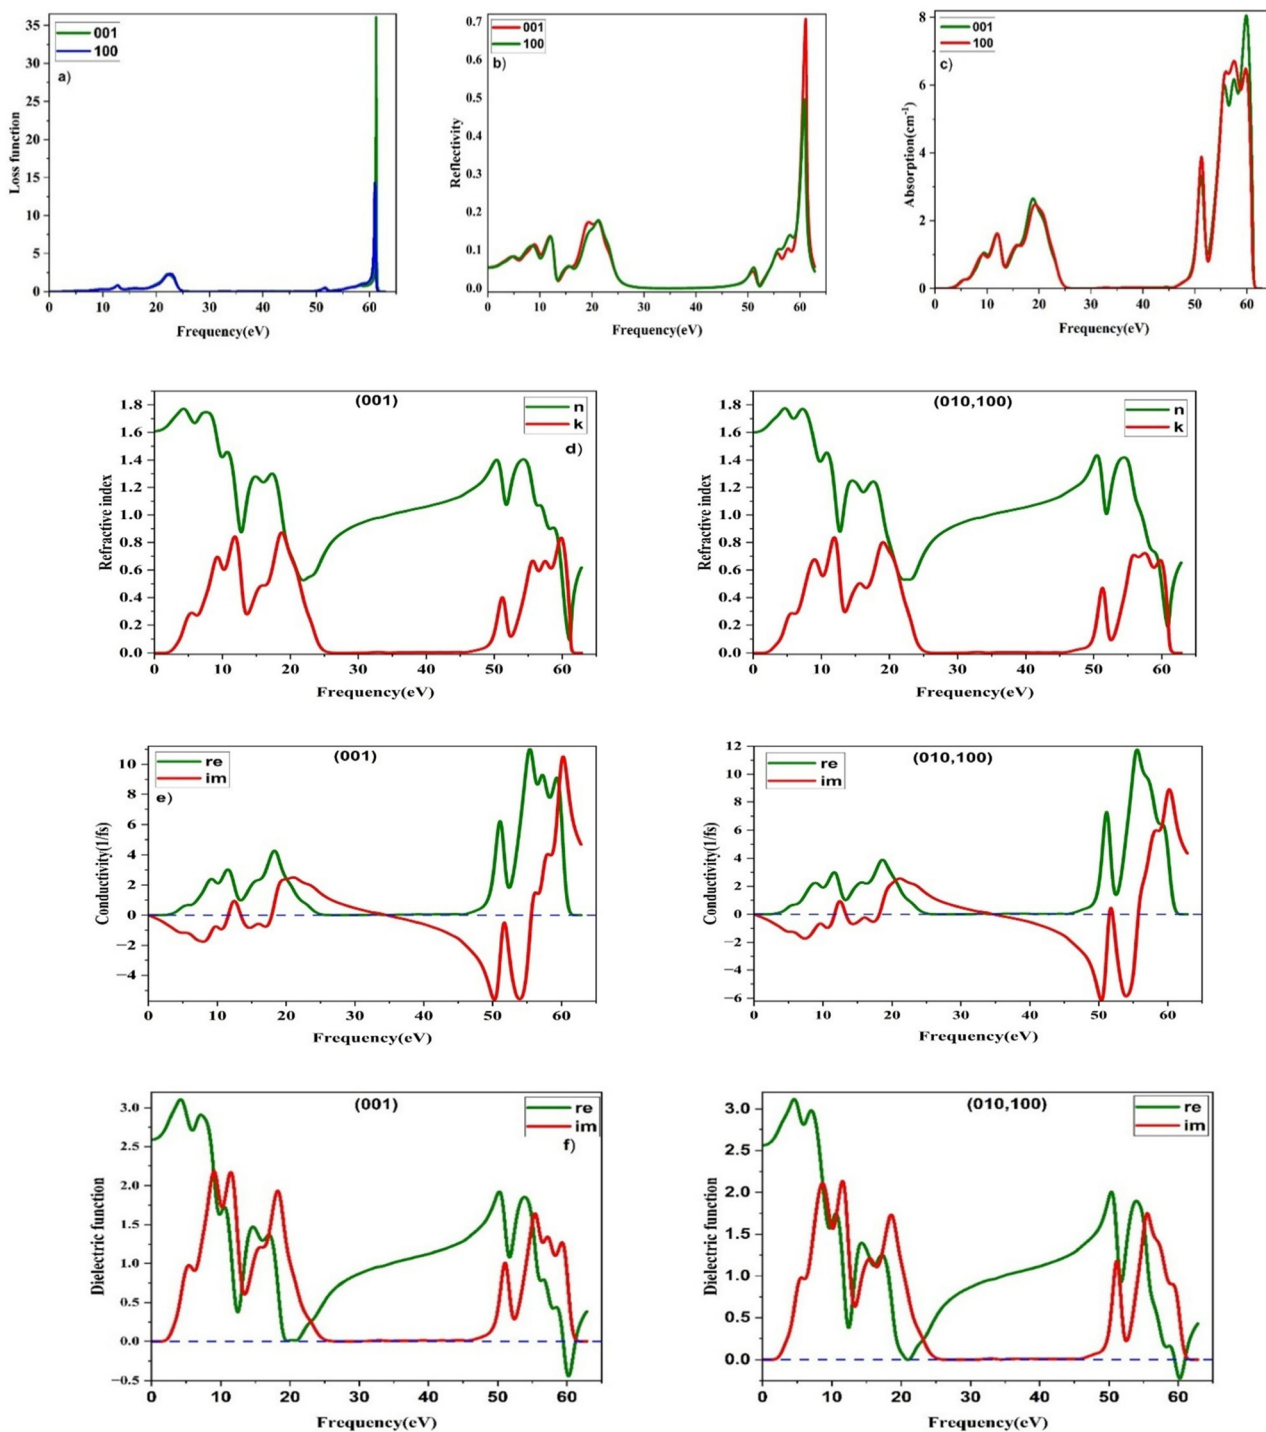 001
100
a)
Loss function
35
30
25
20
15
10
5
0
0 10 20 30 40 50 60
Frequency(eV)
001
100
b)
Reflectivity
0.7
0.6
0.5
0.4
0.3
0.2
0.1
0.0
0 10 20 30 40 50 60
Frequency(eV)
001
100
c)
Absorption(cm⁻¹)
8
6
4
2
0
0 10 20 30 40 50 60
Frequency(eV)
(001)
n
k
d)
Refractive index
1.8
1.6
1.4
1.2
1.0
0.8
0.6
0.4
0.2
0.0
0 10 20 30 40 50 60
Frequency(eV)
(010,100)
n
k
Refractive index
1.8
1.6
1.4
1.2
1.0
0.8
0.6
0.4
0.2
0.0
0 10 20 30 40 50 60
Frequency(eV)
(001)
re
im
e)
Conductivity(1/fs)
10
8
6
4
2
0
−2
−4
0 10 20 30 40 50 60
Frequency(eV)
(010,100)
re
im
Conductivity(1/fs)
12
10
8
6
4
2
0
−2
−4
−6
0 10 20 30 40 50 60
Frequency(eV)
(001)
re
im
f)
Dielectric function
3.0
2.5
2.0
1.5
1.0
0.5
0.0
−0.5
0 10 20 30 40 50 60
Frequency(eV)
(010,100)
re
im
Dielectric function
3.0
2.5
2.0
1.5
1.0
0.5
0.0
0 10 20 30 40 50 60
Frequency(eV)